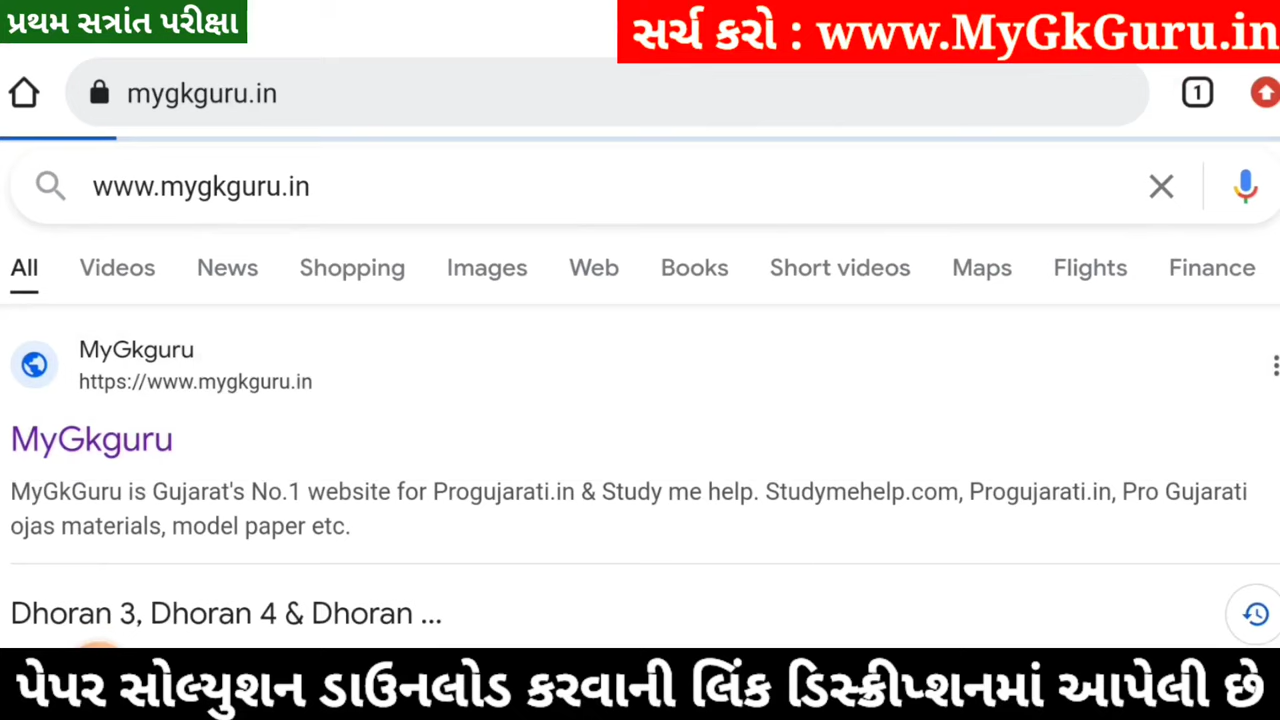 પ્રથમ સત્રાંત પરીક્ષા
સર્ચ કરો : www.MyGkGuru.in
mygkguru.in
1
www.mygkguru.in
All Videos News Shopping Images Web Books Short videos Maps Flights Finance
MyGkguru
https://www.mygkguru.in
MyGkguru
MyGkGuru is Gujarat's No.1 website for Progujarati.in & Study me help. Studymehelp.com, Progujarati.in, Pro Gujarati
ojas materials, model paper etc.
Dhoran 3, Dhoran 4 & Dhoran ...
પેપર સોલ્યુશન ડાઉનલોડ કરવાની લિંક ડિસ્ક્રીપ્શનમાં આપેલી છે